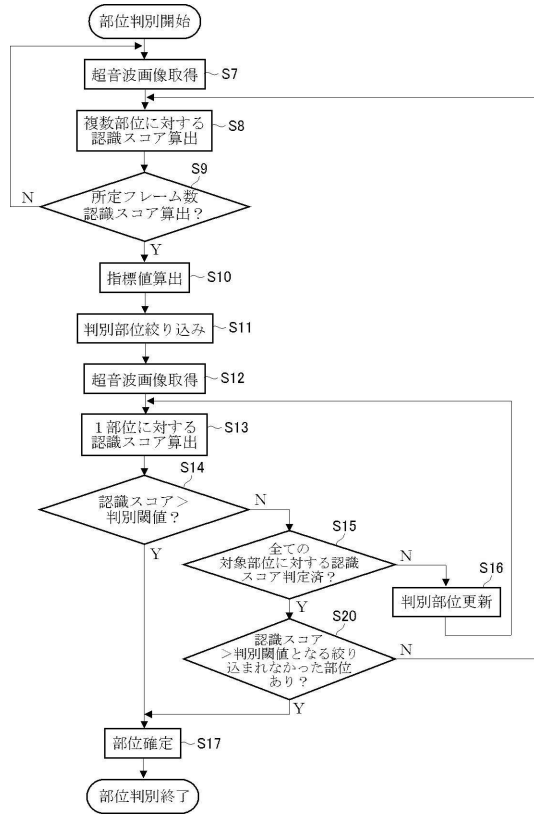 部位判別開始
超音波画像取得
S7
複数部位に対する
認識スコア算出
S8
S9
所定フレーム数
認識スコア算出?
N
Y
指標値算出
S10
判別部位絞り込み
S11
超音波画像取得
S12
1部位に対する
認識スコア算出
S13
S14
認識スコア>
判別閾値?
N
Y
S15
全ての
対象部位に対する認識
スコア判定済?
N
Y
S16
判別部位更新
S20
認識スコア
>判別閾値となる絞り
込まれなかった部位
あり?
N
Y
部位確定
S17
部位判別終了